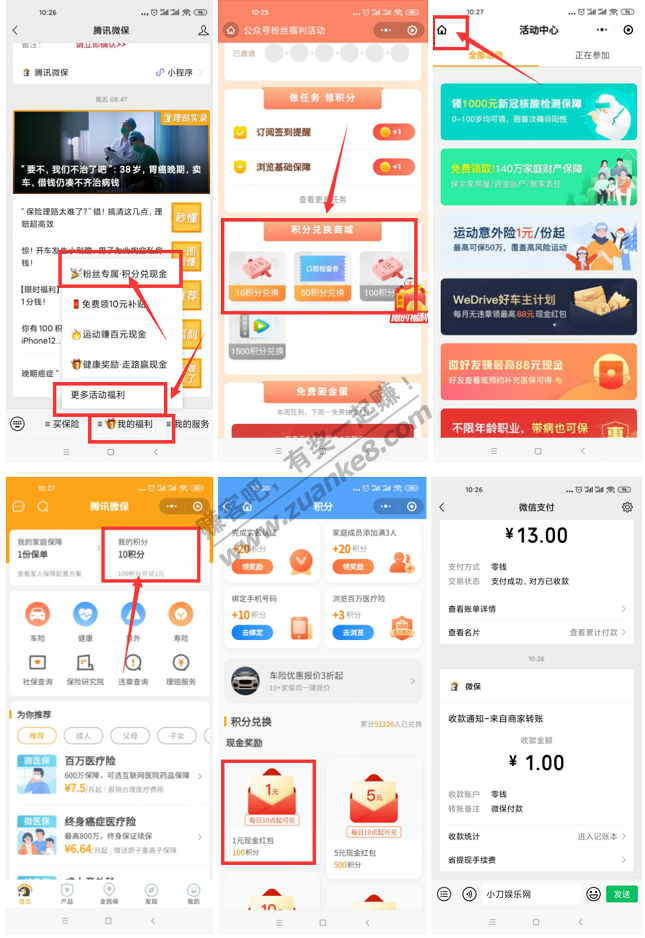 10:26
腾讯微保
备注:
请立即确认>>
腾讯微保
小程序
周五 08:47
理赔实录
“要不，我们不治了吧”：38岁，胃癌晚期，卖
车、借钱仍凑不齐治病钱
“保险理赔太难了？”错！搞清这几点，理
赔超高效
秒懂
惊！开车发生小剐蹭
钱！
粉丝专属·积分兑现金
【限时福利
1分钱！
免费领10元补贴
你有 100 积
iPhone12..
运动赚百元现金
健康奖励·走路赢现金
晚期癌症“
更多活动福利
买保险
我的福利
我的服务
10:25
公众号粉丝福利活动
已邀请
做任务 领积分
订阅签到提醒
+1
浏览基础保障
+1
查看更多任务
积分兑换商城
口腔检查券
10积分兑换
50积分兑换
100积分
限时福利
1500积分兑换
免费砸金蛋
本周签到，下周一免费
10:27
活动中心
全部活动
正在参加
领1000元新冠核酸检测保障
0~100岁均可领，赠首次确诊阳性
免费领取！140万家庭财产保障
保全家房屋/资金账户/居家责任
运动意外险1元/份起
最高可保50万，覆盖高风险运动
WeDrive好车主计划
每月无违章领最高88元现金红包
邀好友赚最高88元现金
好友查看或预约补充医保可得
不限年龄职业，带病也可保
10:27
腾讯微保
我的家庭保障
1份保单
查看家人保障配置方案
我的积分
10积分
100积分可兑1元
车险
健康
意外
寿险
社保查询
保险研究院
违章查询
理赔服务
为你推荐
推荐
成人
父母
子女
微医保
百万医疗险
600万保障，可选互联网医院药品保障
¥7.5/月起
报销合理医疗费用
微医保
终身癌症医疗险
最高800万，终身保证续保
¥6.64/月起
赠送质子重离子保障
首页
产品
全民保
发现
我的
积分
完成实名认证
+20积分
领奖励
家庭成员添加满3人
+20积分
领奖励
绑定手机号码
+10积分
去绑定
浏览百万医疗险
+3积分
去浏览
车险优惠报价3折起
10+家保司一键报价
积分兑换
累计51226人已兑换
现金奖励
1元
每日10点起可兑
1元现金红包
100积分
5元
每日10点起可兑
5元现金红包
500积分
10元
10:26
微信支付
¥13.00
支付方式 零钱
交易状态 支付成功，对方已收款
查看账单详情
查看名片
查看累计付款
10:26
微保
收款通知-来自商家转账
收款金额
¥ 1.00
收款账户 零钱
转账备注 微保付款
收款统计
进入记账本
省提现手续费
小刀娱乐网
发送
赚客吧，有奖一起赚！
www.zuanke8.com